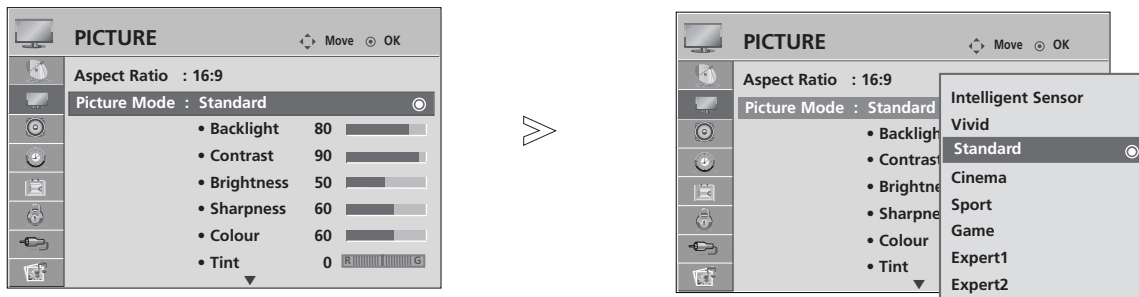 PICTURE
Move OK
Aspect Ratio : 16:9
Picture Mode : Standard
• Backlight 80
• Contrast 90
• Brightness 50
• Sharpness 60
• Colour 60
• Tint 0 R G
PICTURE
Move OK
Aspect Ratio : 16:9
Picture Mode : Standard
• Backligh
• Contrast
• Brightne
• Sharpne
• Colour
• Tint
Intelligent Sensor
Vivid
Standard
Cinema
Sport
Game
Expert1
Expert2